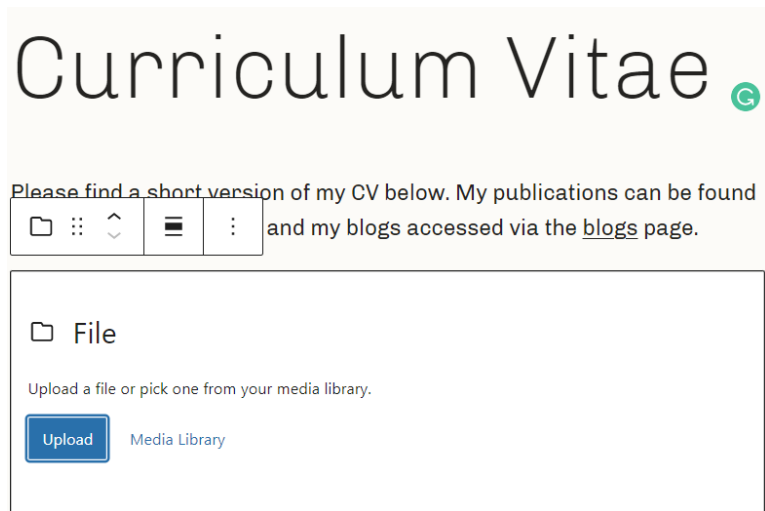 Curriculum Vitae
Please find a short version of my CV below. My publications can be found
and my blogs accessed via the blogs page.
File
Upload a file or pick one from your media library.
Upload Media Library